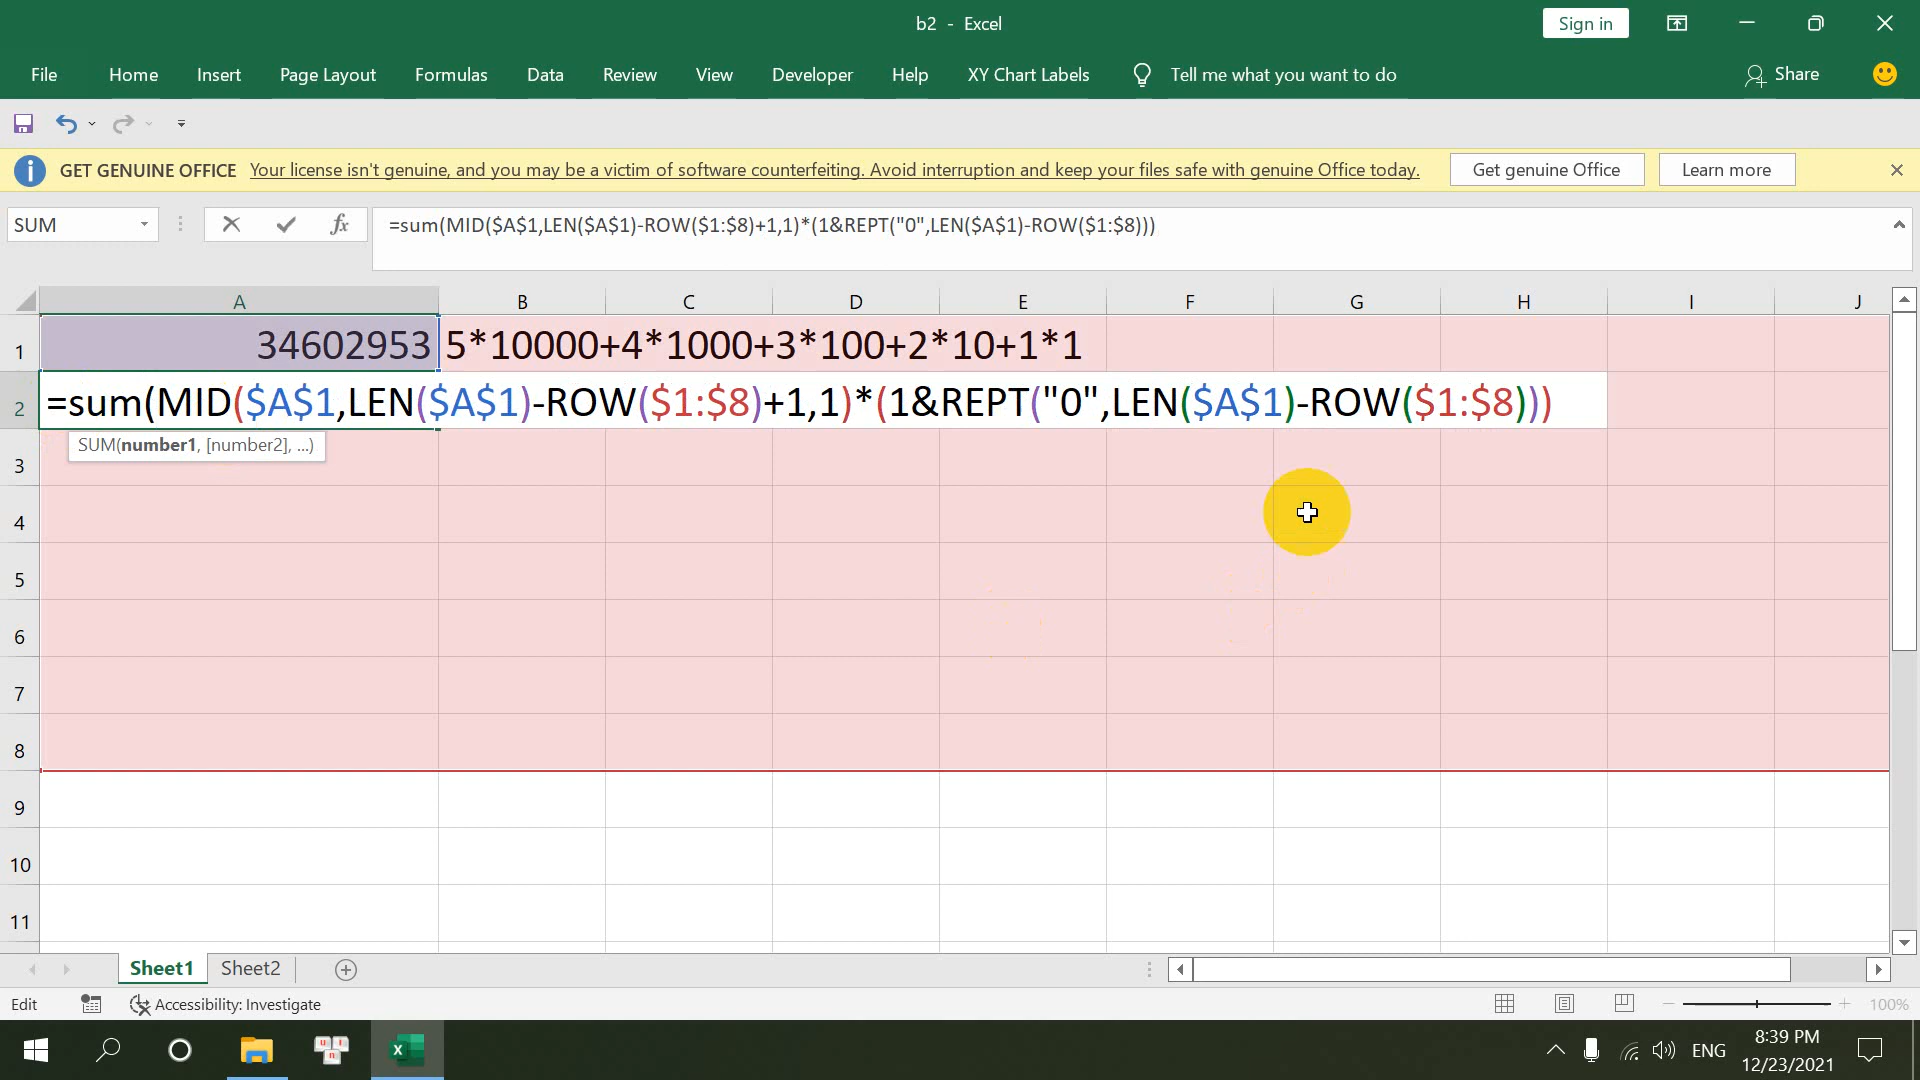 b2 - Excel
Sign in
File Home Insert Page Layout Formulas Data Review View Developer Help XY Chart Labels Tell me what you want to do Share
GET GENUINE OFFICE Your license isn't genuine, and you may be a victim of software counterfeiting. Avoid interruption and keep your files safe with genuine Office today. Get genuine Office Learn more
SUM fx =sum(MID($A$1,LEN($A$1)-ROW($1:$8)+1,1)*(1&REPT("0",LEN($A$1)-ROW($1:$8)))
A B C D E F G H I J
1 34602953 5*10000+4*1000+3*100+2*10+1*1
2 =sum(MID($A$1,LEN($A$1)-ROW($1:$8)+1,1)*(1&REPT("0",LEN($A$1)-ROW($1:$8)))
SUM(number1, [number2], ...)
3
4
5
6
7
8
9
10
11
Sheet1 Sheet2
Edit Accessibility: Investigate 100%
u i n
X
ENG
8:39 PM
12/23/2021